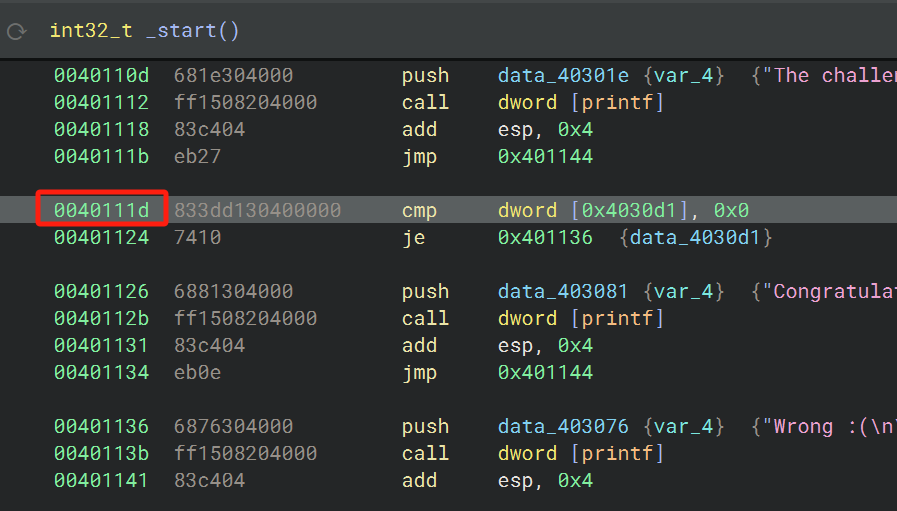 int32_t _start()
0040110d 681e304000 push data_40301e {var_4} {"The challen
00401112 ff1508204000 call dword [printf]
00401118 83c404 add esp, 0x4
0040111b eb27 jmp 0x401144
0040111d 833dd130400000 cmp dword [0x4030d1], 0x0
00401124 7410 je 0x401136 {data_4030d1}
00401126 6881304000 push data_403081 {var_4} {"Congratulat
0040112b ff1508204000 call dword [printf]
00401131 83c404 add esp, 0x4
00401134 eb0e jmp 0x401144
00401136 6876304000 push data_403076 {var_4} {"Wrong :(\n"
0040113b ff1508204000 call dword [printf]
00401141 83c404 add esp, 0x4